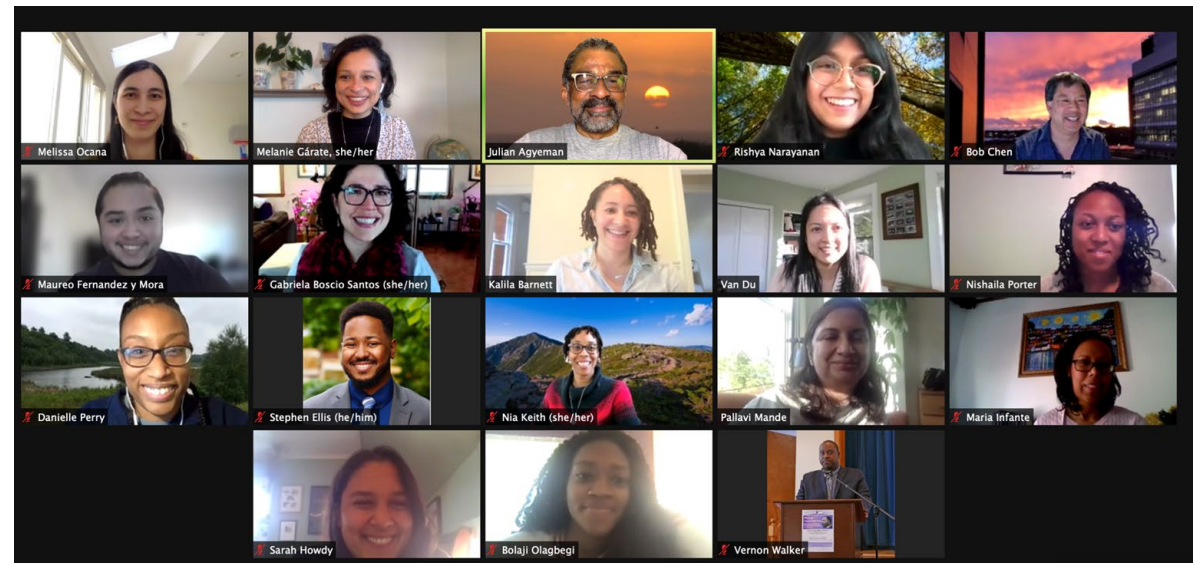 Melissa Ocana
Melanie Gárate, she/her
Julian Agyeman
Rishya Narayanan
Bob Chen
Maureo Fernandez y Mora
Gabriela Boscio Santos (she/her)
Kalila Barnett
Van Du
Nishaila Porter
Danielle Perry
Stephen Ellis (he/him)
Nia Keith (she/her)
Pallavi Mande
Maria Infante
Sarah Howdy
Bolaji Olagbegi
Vernon Walker